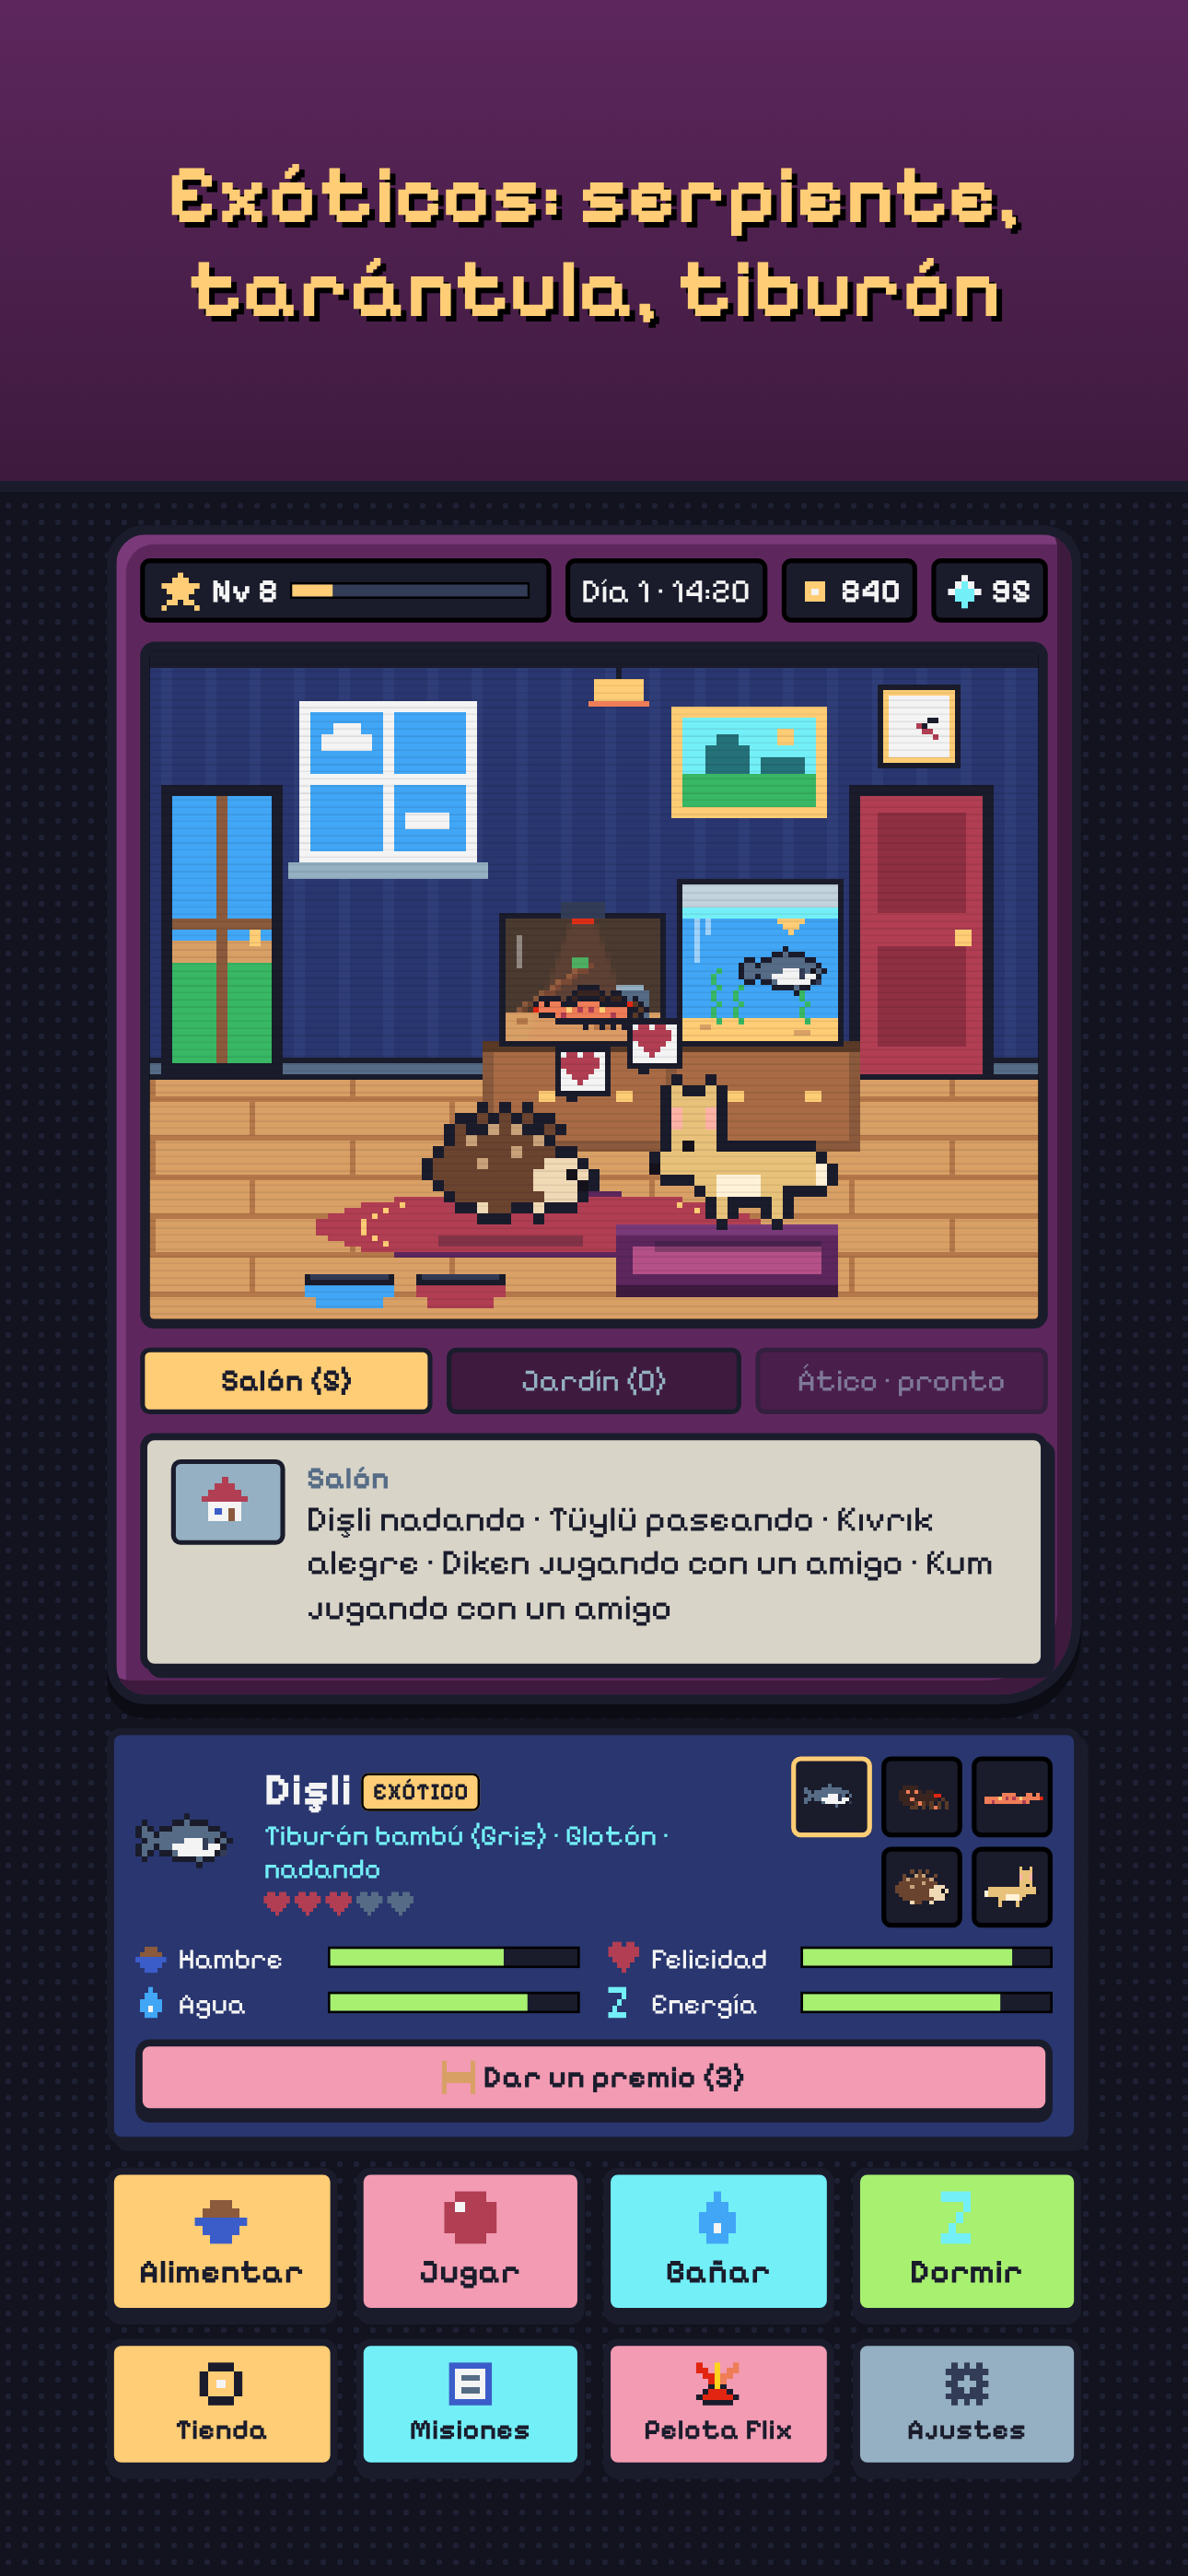 Exóticos: serpiente,
tarántula, tiburón
Nv 8
Día 1 · 14:20
840
95
Salón (5)
Jardín (0)
Ático · pronto
Salón
Dişli nadando · Tüylü paseando · Kıvrık
alegre · Diken jugando con un amigo · Kum
jugando con un amigo
Dişli EXÓTICO
Tiburón bambú (Gris) · Glotón ·
nadando
Hambre
Felicidad
Agua
Energía
Dar un premio (3)
Alimentar
Jugar
Bañar
Dormir
Tienda
Misiones
Pelota Flix
Ajustes